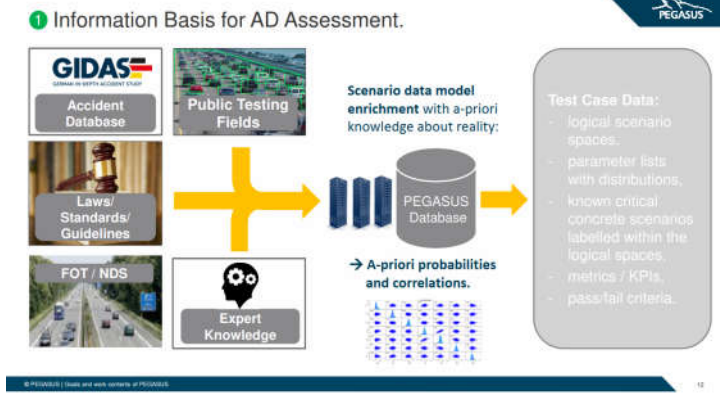 1 Information Basis for AD Assessment.
PEGASUS
GIDAS
GERMAN IN-DEPTH ACCIDENT STUDY
Accident
Database
Public Testing
Fields
Laws/
Standards/
Guidelines
FOT / NDS
Expert
Knowledge
Scenario data model
enrichment with a-priori
knowledge about reality:
PEGASUS
Database
→ A-priori probabilities
and correlations.
Test Case Data:
- logical scenario
spaces.
- parameter lists
with distributions,
- known critical
concrete scenarios
labelled within the
logical spaces.
- metrics / KPIs,
- pass/fail criteria.
© PEGASUS | Goals and work contents of PEGASUS
12